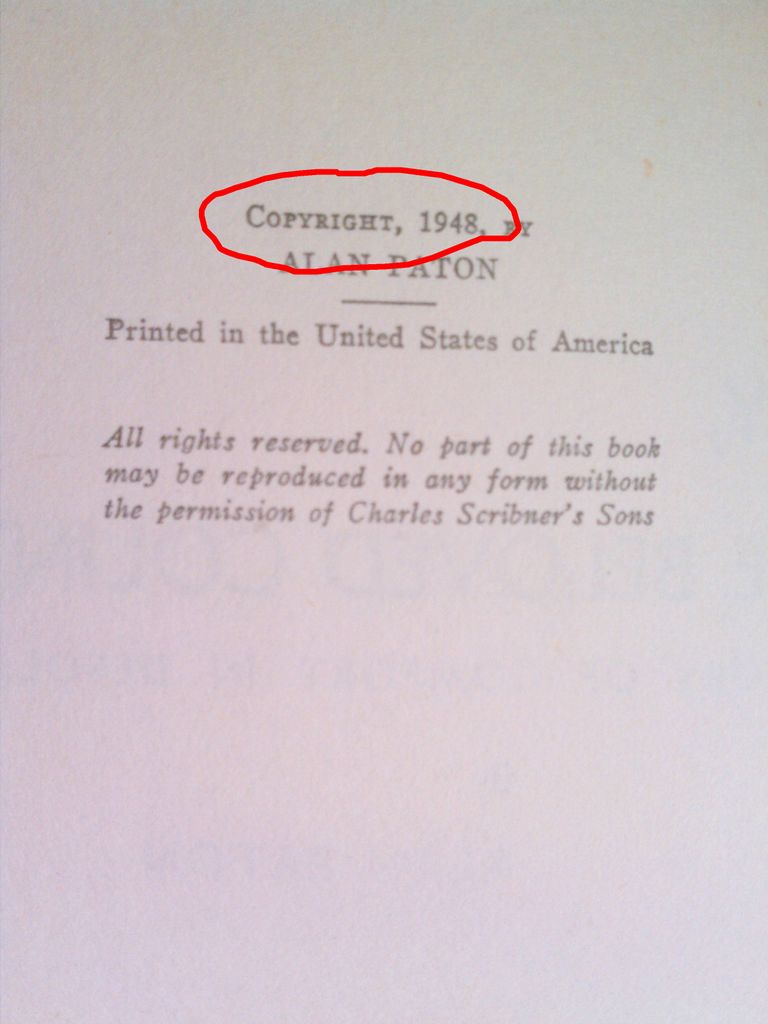 COPYRIGHT, 1948, BY
ALAN PATON
Printed in the United States of America
All rights reserved. No part of this book
may be reproduced in any form without
the permission of Charles Scribner's Sons